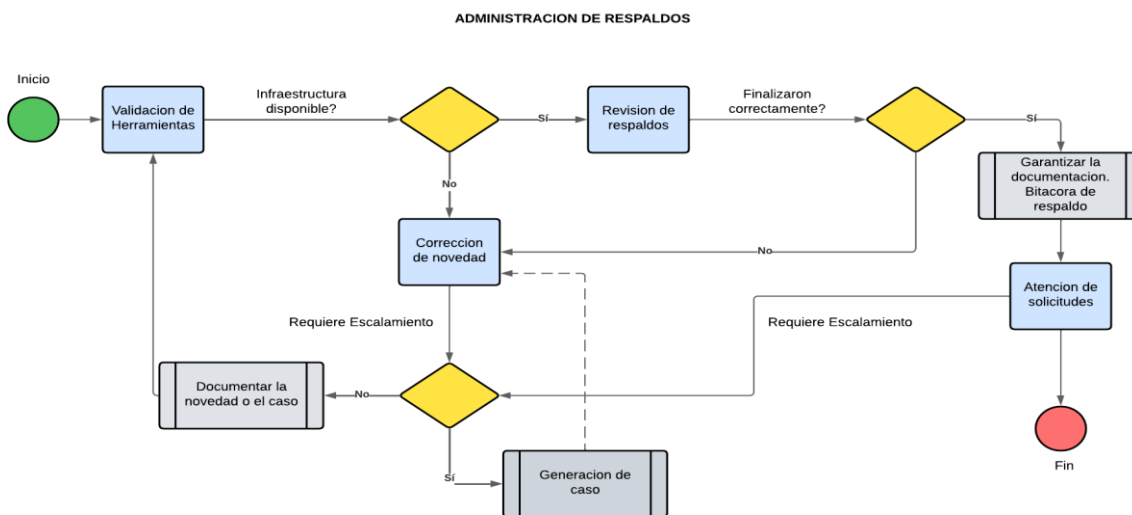 ADMINISTRACION DE RESPALDOS
Inicio
Validacion de
Herramientas
Infraestructura
disponible?
Sí
Revision de
respaldos
Finalizaron
correctamente?
Sí
Garantizar la
documentacion.
Bitacora de
respaldo
No
Correccion
de novedad
No
Atencion de
solicitudes
Requiere Escalamiento
Requiere Escalamiento
Documentar la
novedad o el caso
No
Sí
Generacion de
caso
Fin